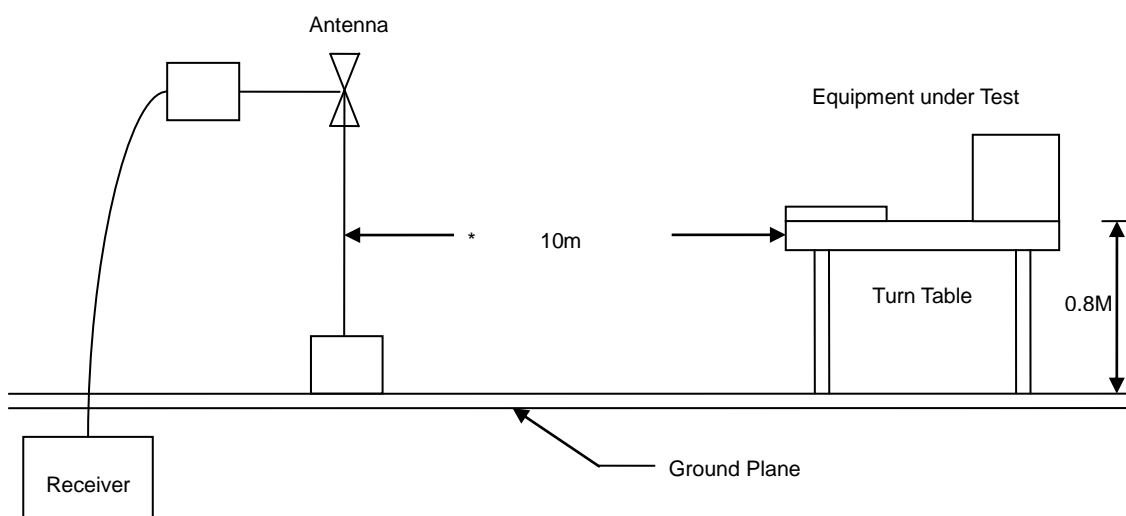 Antenna
Equipment under Test
* 10m
Turn Table
0.8M
Ground Plane
Receiver